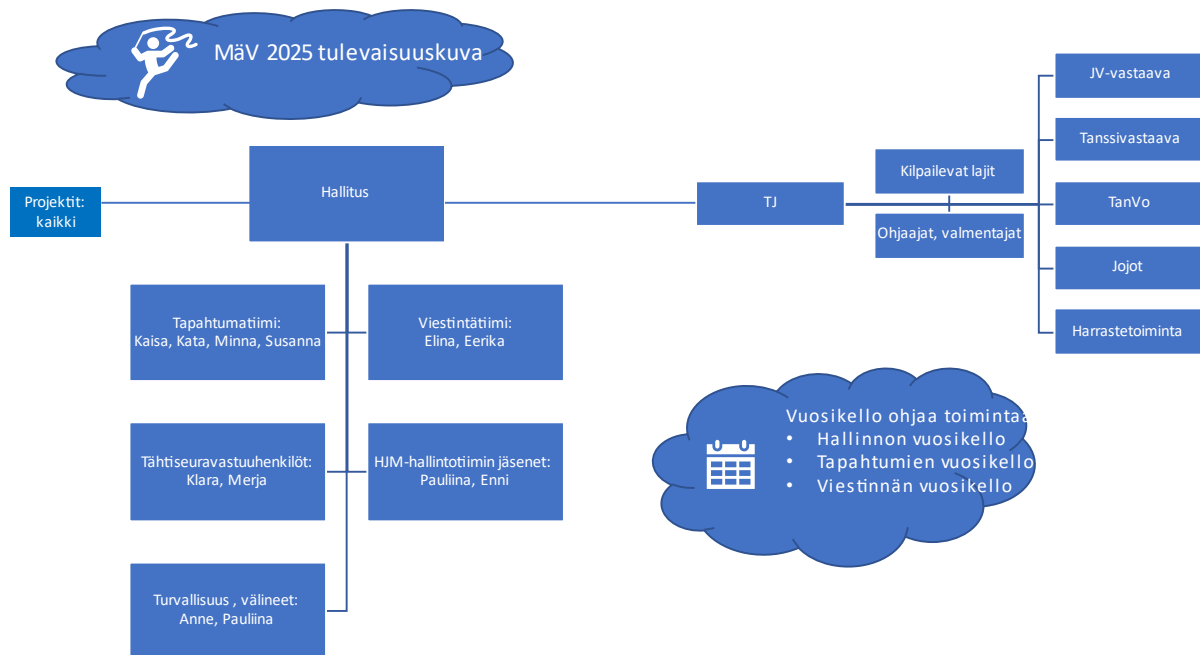 MäV 2025 tulevaisuuskuva
Projektit:
kaikki
Hallitus
TJ
Kilpailevat lajit
Ohjaajat, valmentajat
JV-vastaava
Tanssivastaava
TanVo
Jojot
Harrastetoiminta
Tapahtumatiimi:
Kaisa, Kata, Minna, Susanna
Viestintätiimi:
Elina, Eerika
Tähtiseuravastuuhenkilöt:
Klara, Merja
HJM-hallintotiimin jäsenet:
Pauliina, Enni
Turvallisuus , välineet:
Anne, Pauliina
Vuosikello ohjaa toimintaa
• Hallinnon vuosikello
• Tapahtumien vuosikello
• Viestinnän vuosikello